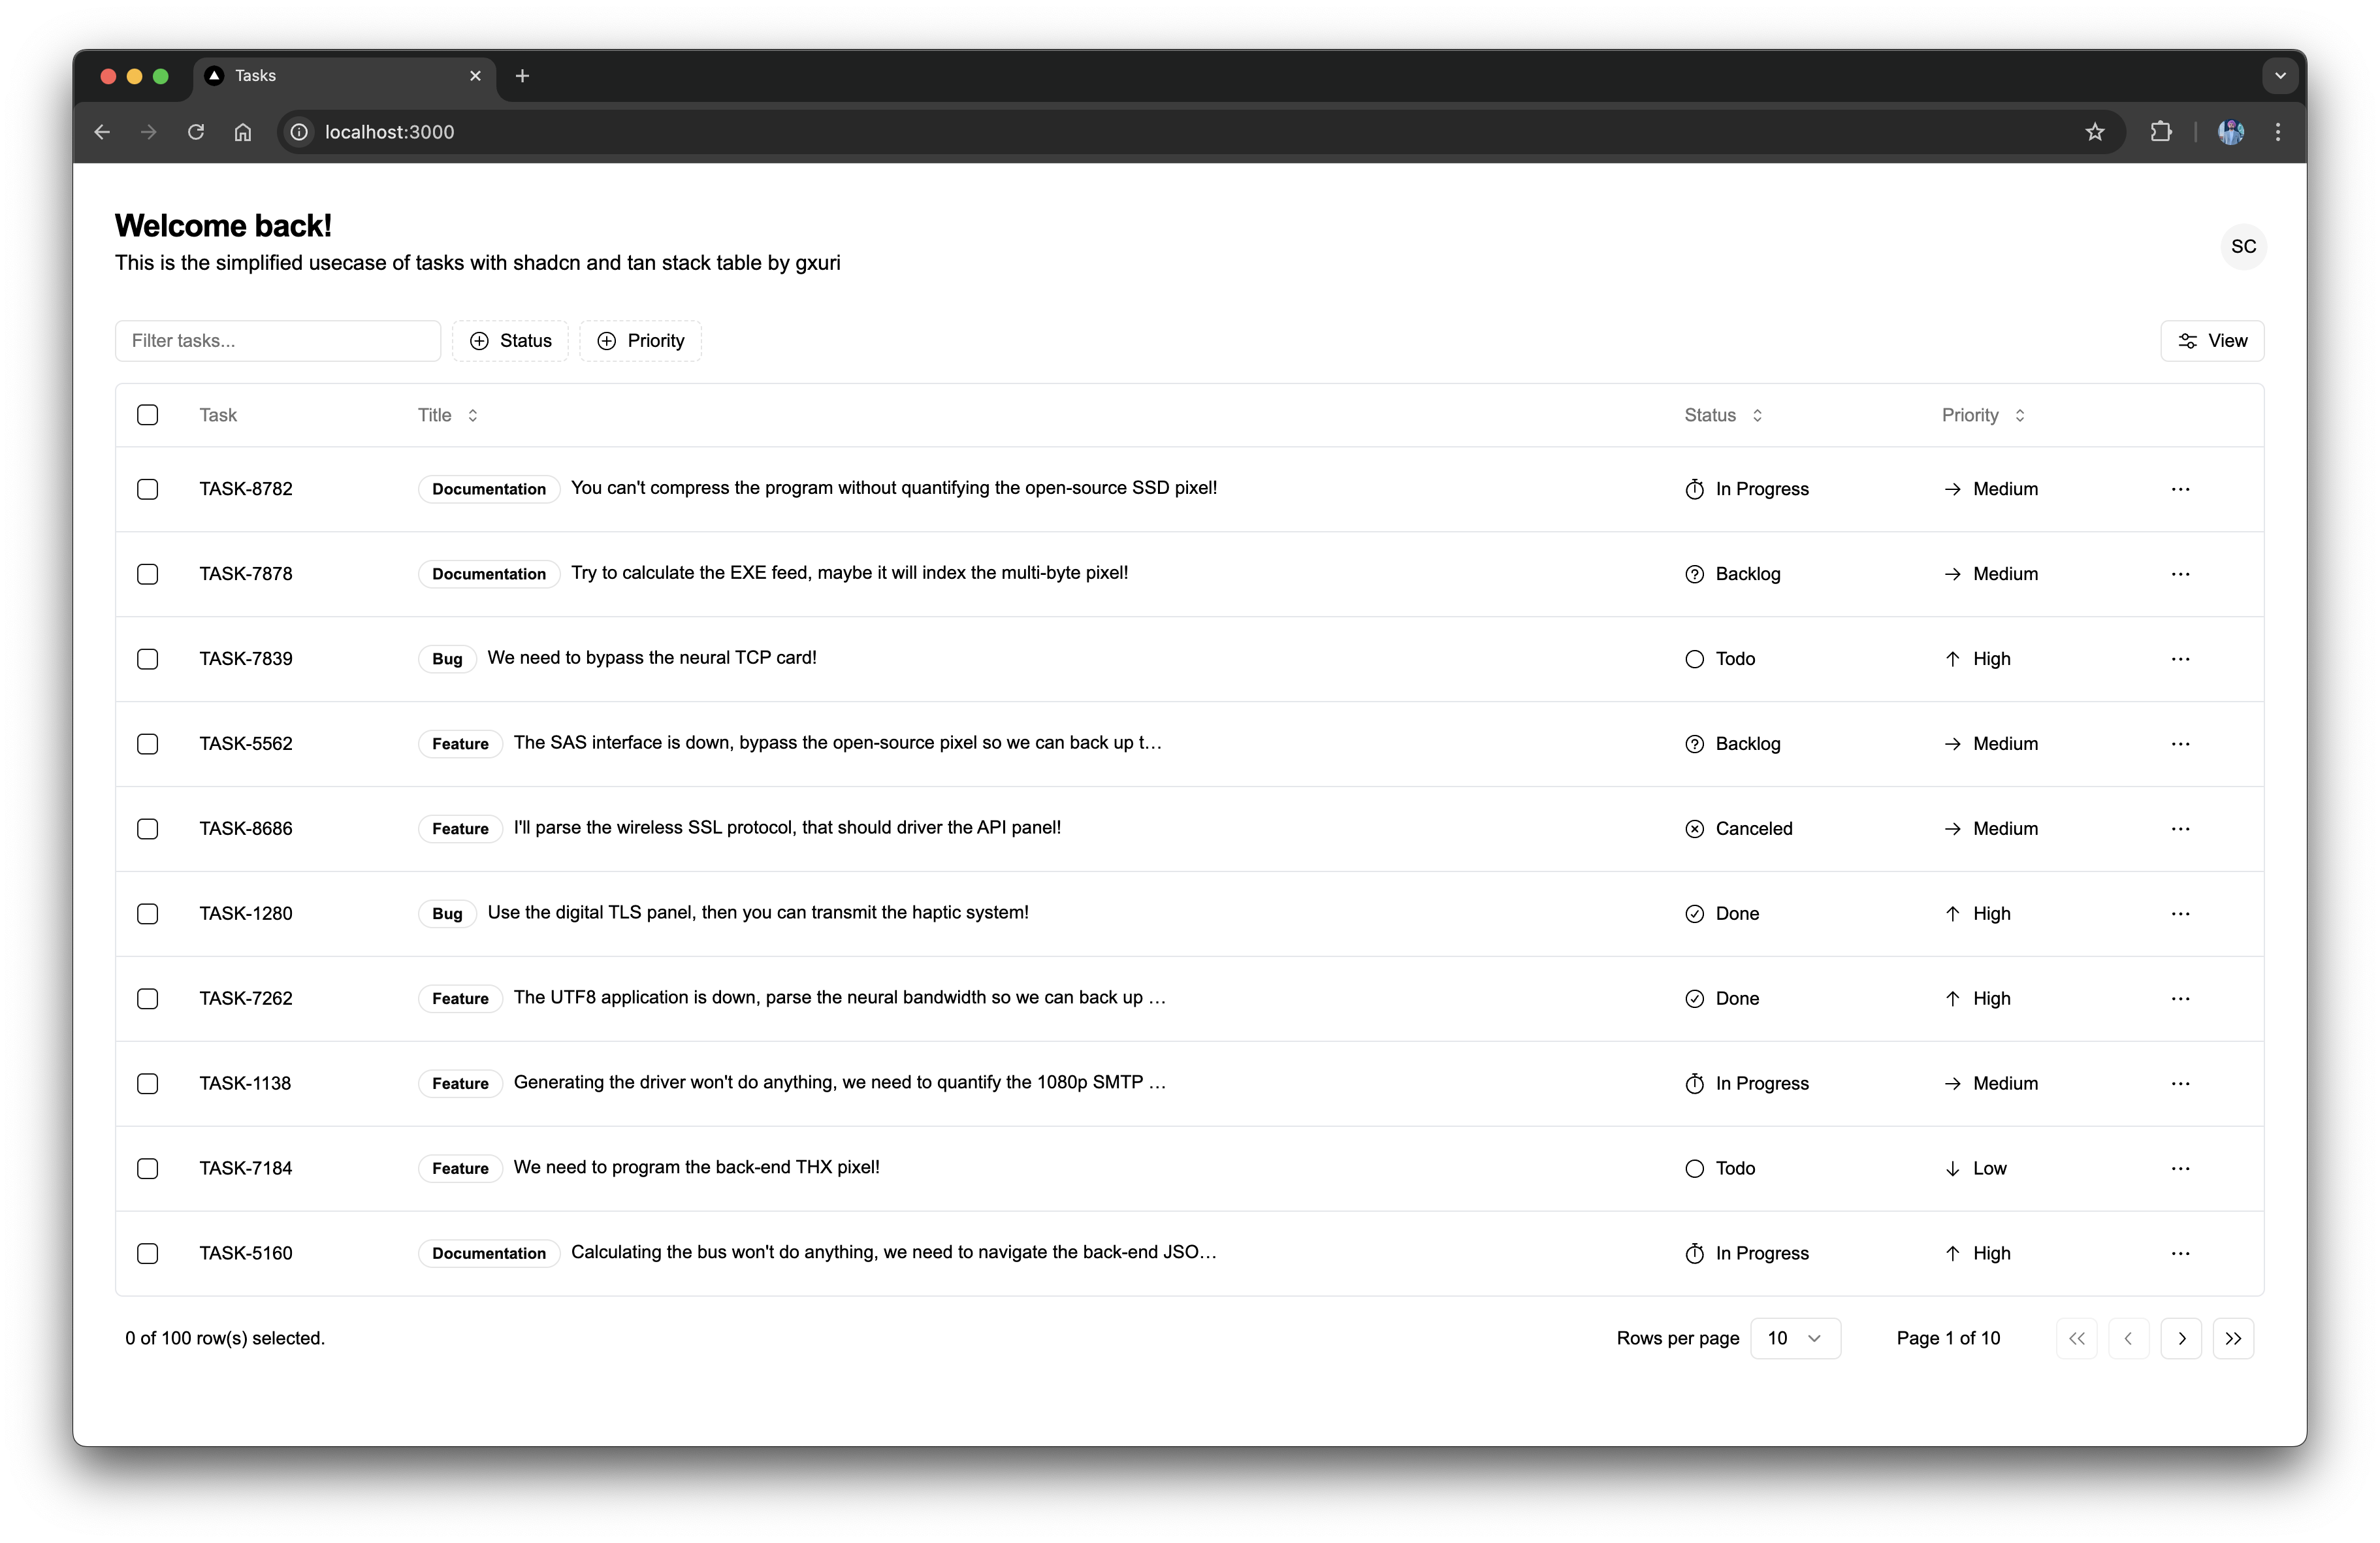 Tasks
localhost:3000
Welcome back!
This is the simplified usecase of tasks with shadcn and tan stack table by gxuri
SC
Filter tasks... Status Priority View
Task Title Status Priority
TASK-8782 Documentation You can't compress the program without quantifying the open-source SSD pixel! In Progress Medium
TASK-7878 Documentation Try to calculate the EXE feed, maybe it will index the multi-byte pixel! Backlog Medium
TASK-7839 Bug We need to bypass the neural TCP card! Todo High
TASK-5562 Feature The SAS interface is down, bypass the open-source pixel so we can back up t... Backlog Medium
TASK-8686 Feature I'll parse the wireless SSL protocol, that should driver the API panel! Canceled Medium
TASK-1280 Bug Use the digital TLS panel, then you can transmit the haptic system! Done High
TASK-7262 Feature The UTF8 application is down, parse the neural bandwidth so we can back up ... Done High
TASK-1138 Feature Generating the driver won't do anything, we need to quantify the 1080p SMTP ... In Progress Medium
TASK-7184 Feature We need to program the back-end THX pixel! Todo Low
TASK-5160 Documentation Calculating the bus won't do anything, we need to navigate the back-end JSO... In Progress High
0 of 100 row(s) selected. Rows per page 10 Page 1 of 10